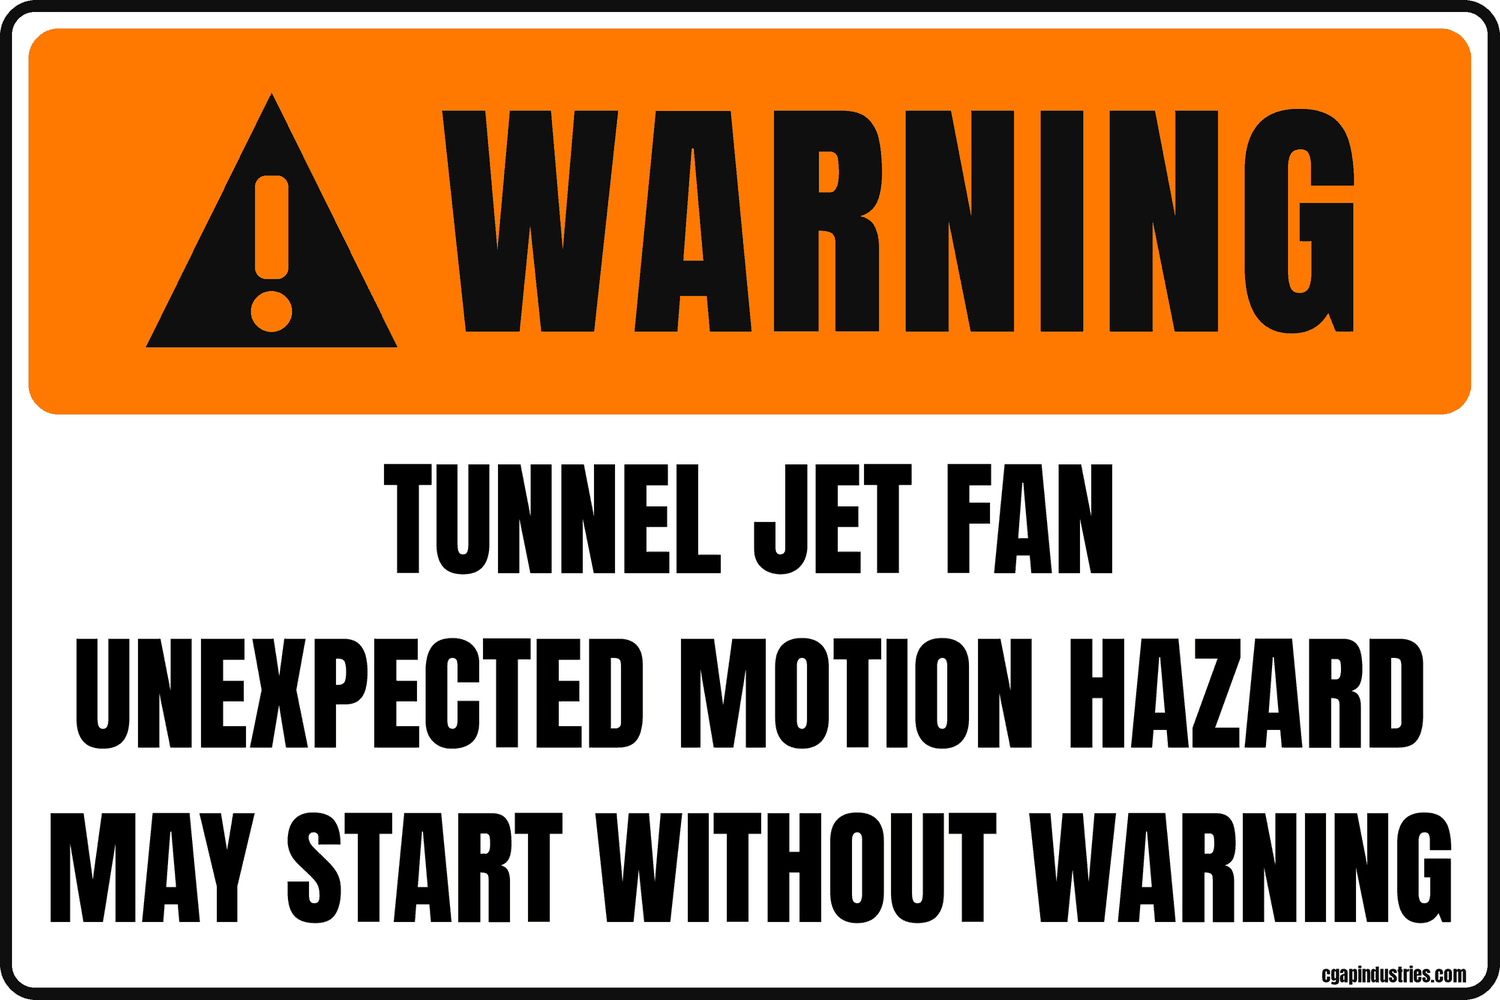 WARNING
TUNNEL JET FAN
UNEXPECTED MOTION HAZARD
MAY START WITHOUT WARNING
cgapindustries.com